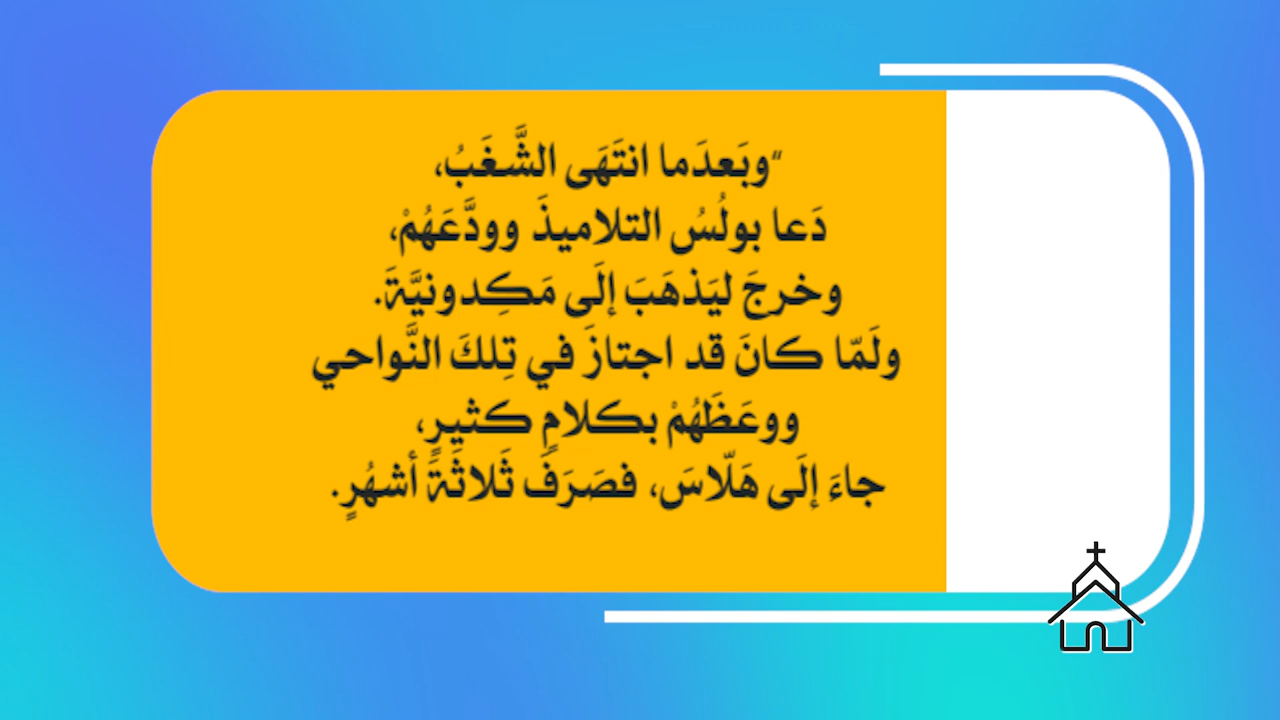 “وبَعدَما انتَهَى الشَّغَبُ،
دَعا بولُسُ التلاميذَ وودَّعَهُمْ،
وخرجَ ليَذهَبَ إلَى مَكِدونيَّةَ.
ولَمّا كانَ قد اجتازَ في تِلكَ النَّواحي
ووعَظَهُمْ بكلامٍ كثيرٍ،
جاءَ إلَى هَلّاسَ، فصَرَفَ ثَلاثَةَ أشهُرٍ.